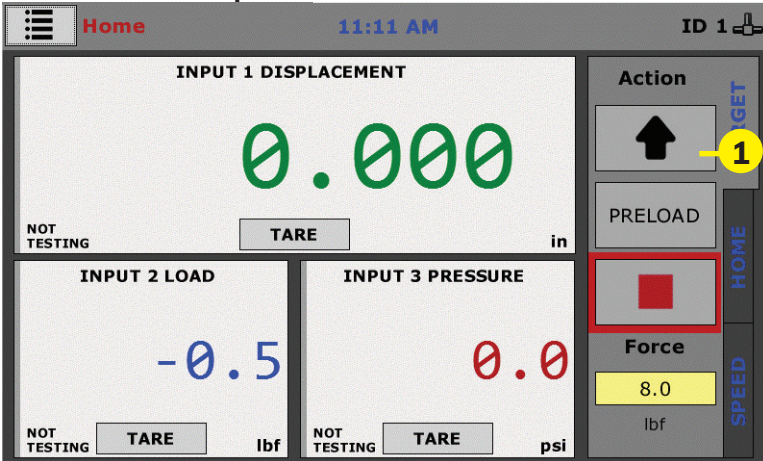 Home
11:11 AM
ID 1
INPUT 1 DISPLACEMENT
0.000
NOT
TESTING
TARE
in
INPUT 2 LOAD
-0.5
NOT
TESTING
TARE
lbf
INPUT 3 PRESSURE
0.0
NOT
TESTING
TARE
psi
Action
1
PRELOAD
Force
8.0
lbf
HOME
SPEED